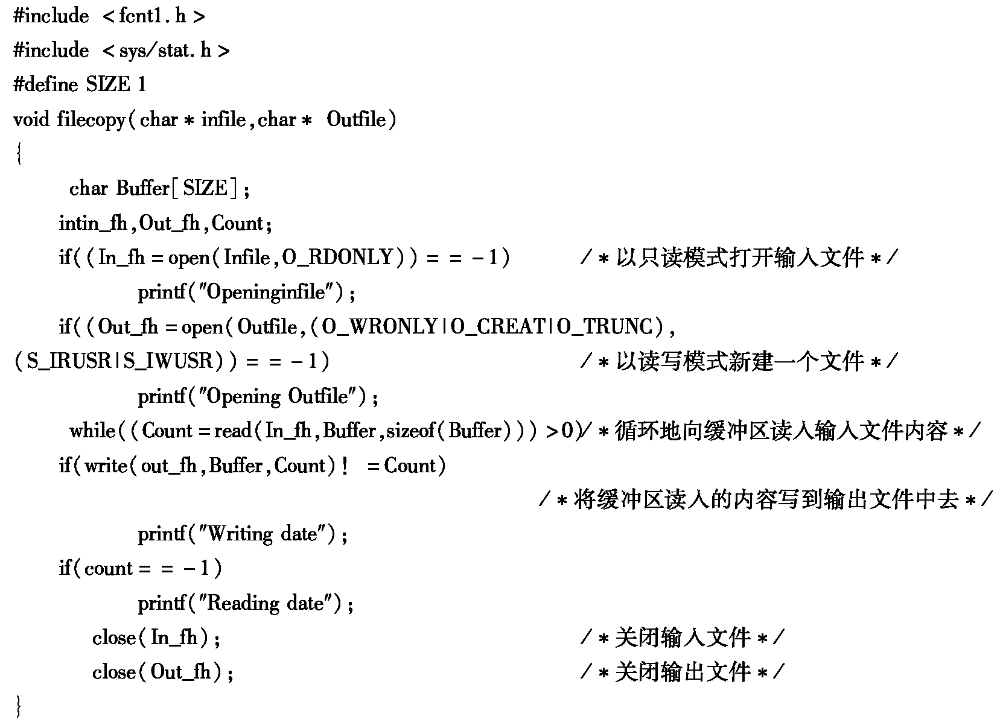 #include <fcnt1.h>
#include <sys/stat.h>
#define SIZE 1
void filecopy(char * infile,char * Outfile)
{
char Buffer[SIZE];
intin_fh,Out_fh,Count;
if((In_fh=open(Infile,O_RDONLY))= = -1) /*以只读模式打开输入文件*/
printf("Openinginfile");
if((Out_fh=open(Outfile,(O_WRONLY|O_CREAT|O_TRUNC),
(S_IRUSR|S_IWUSR))= = -1) /*以读写模式新建一个文件*/
printf("Opening Outfile");
while((Count=read(In_fh,Buffer,sizeof(Buffer)))>0)/*循环地向缓冲区读入输入文件内容*/
if(write(out_fh,Buffer,Count)! =Count)
/*将缓冲区读入的内容写到输出文件中去*/
printf("Writing date");
if(count= = -1)
printf("Reading date");
close(In_fh); /*关闭输入文件*/
close(Out_fh); /*关闭输出文件*/
}